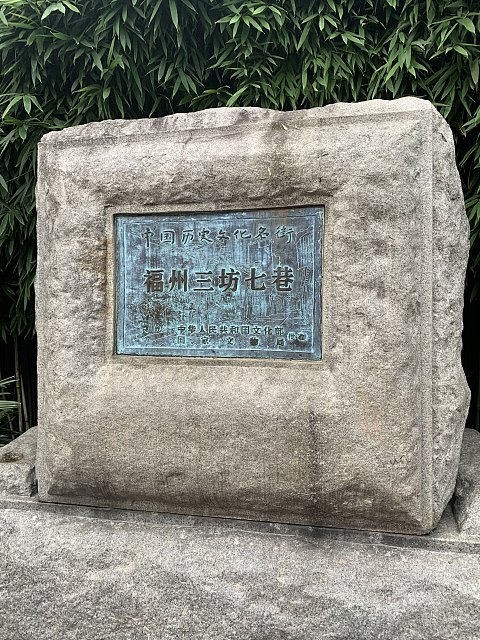 中国历史文化名街
福州三坊七巷
中华人民共和国文化部
国家文物局